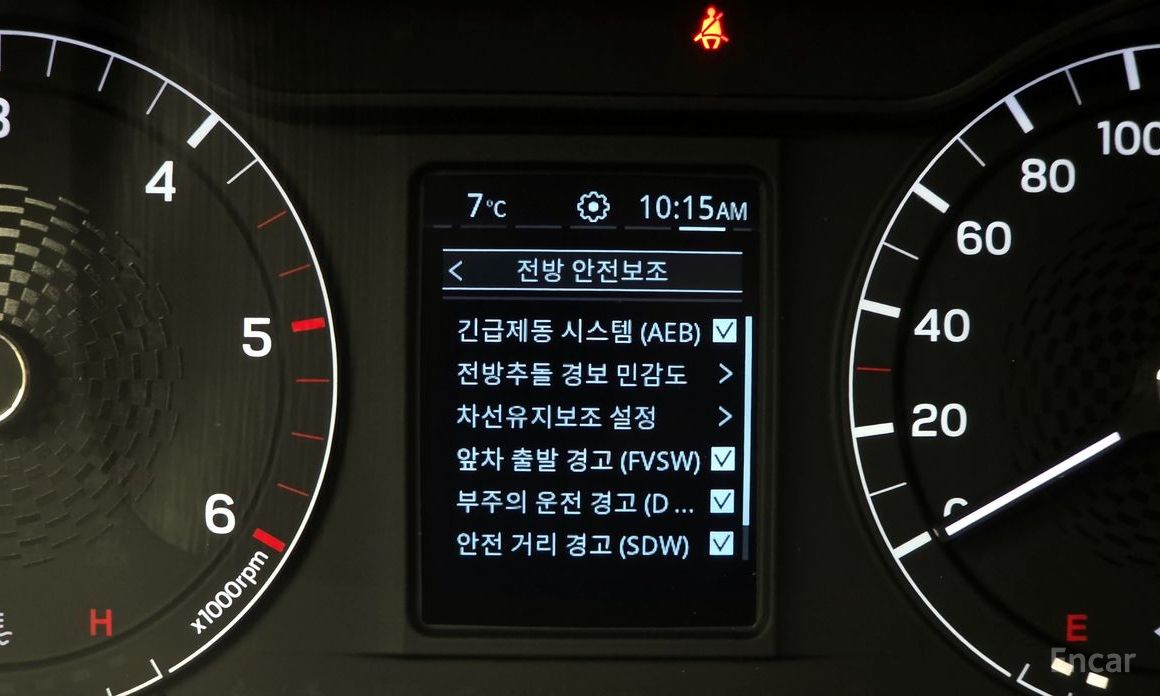 7°C 10:15AM
< 전방 안전보조
긴급제동 시스템 (AEB)
전방추돌 경보 민감도 >
차선유지보조 설정 >
앞차 출발 경고 (FVSW)
부주의 운전 경고 (D ...
안전 거리 경고 (SDW)
3
4
5
6
x1000rpm
H
100
80
60
40
20
0
E
Encar